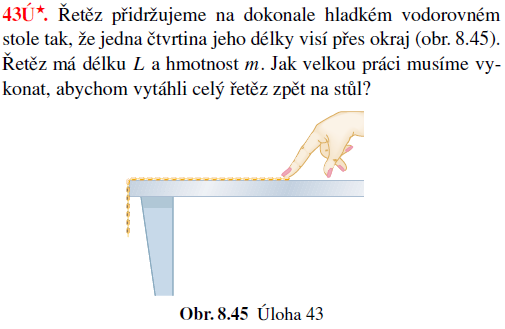 43Ú*. Řetěz přidržujeme na dokonale hladkém vodorovném
stole tak, že jedna čtvrtina jeho délky visí přes okraj (obr. 8.45).
Řetěz má délku L a hmotnost m. Jak velkou práci musíme vy-
konat, abychom vytáhli celý řetěz zpět na stůl?
Obr. 8.45 Úloha 43